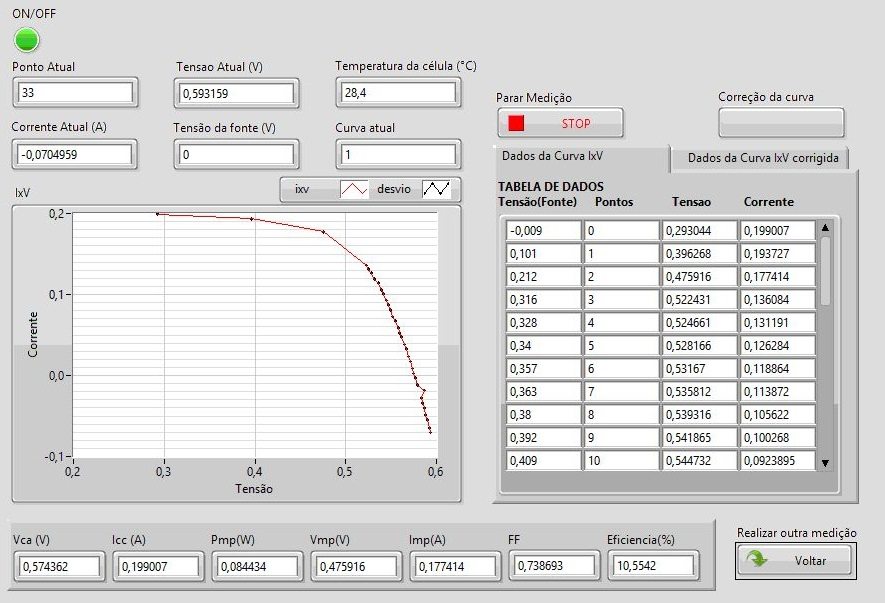 ON/OFF
Ponto Atual
33
Tensao Atual (V)
0,593159
Temperatura da célula (°C)
28,4
Corrente Atual (A)
-0,0704959
Tensão da fonte (V)
0
Curva atual
1
Parar Medição
STOP
Correção da curva
IxV
ixv
desvio
0,2
0,1
0,0
-0,1
Corrente
0,2 0,3 0,4 0,5 0,6
Tensão
Dados da Curva IxV
Dados da Curva IxV corrigida
TABELA DE DADOS
Tensão(Fonte) Pontos Tensao Corrente
-0,009 0 0,293044 0,199007
0,101 1 0,396268 0,193727
0,212 2 0,475916 0,177414
0,316 3 0,522431 0,136084
0,328 4 0,524661 0,131191
0,34 5 0,528166 0,126284
0,357 6 0,53167 0,118864
0,363 7 0,535812 0,113872
0,38 8 0,539316 0,105622
0,392 9 0,541865 0,100268
0,409 10 0,544732 0,0923895
Vca (V) Icc (A) Pmp(W) Vmp(V) Imp(A) FF Eficiencia(%)
0,574362 0,199007 0,084434 0,475916 0,177414 0,738693 10,5542
Realizar outra medição
Voltar